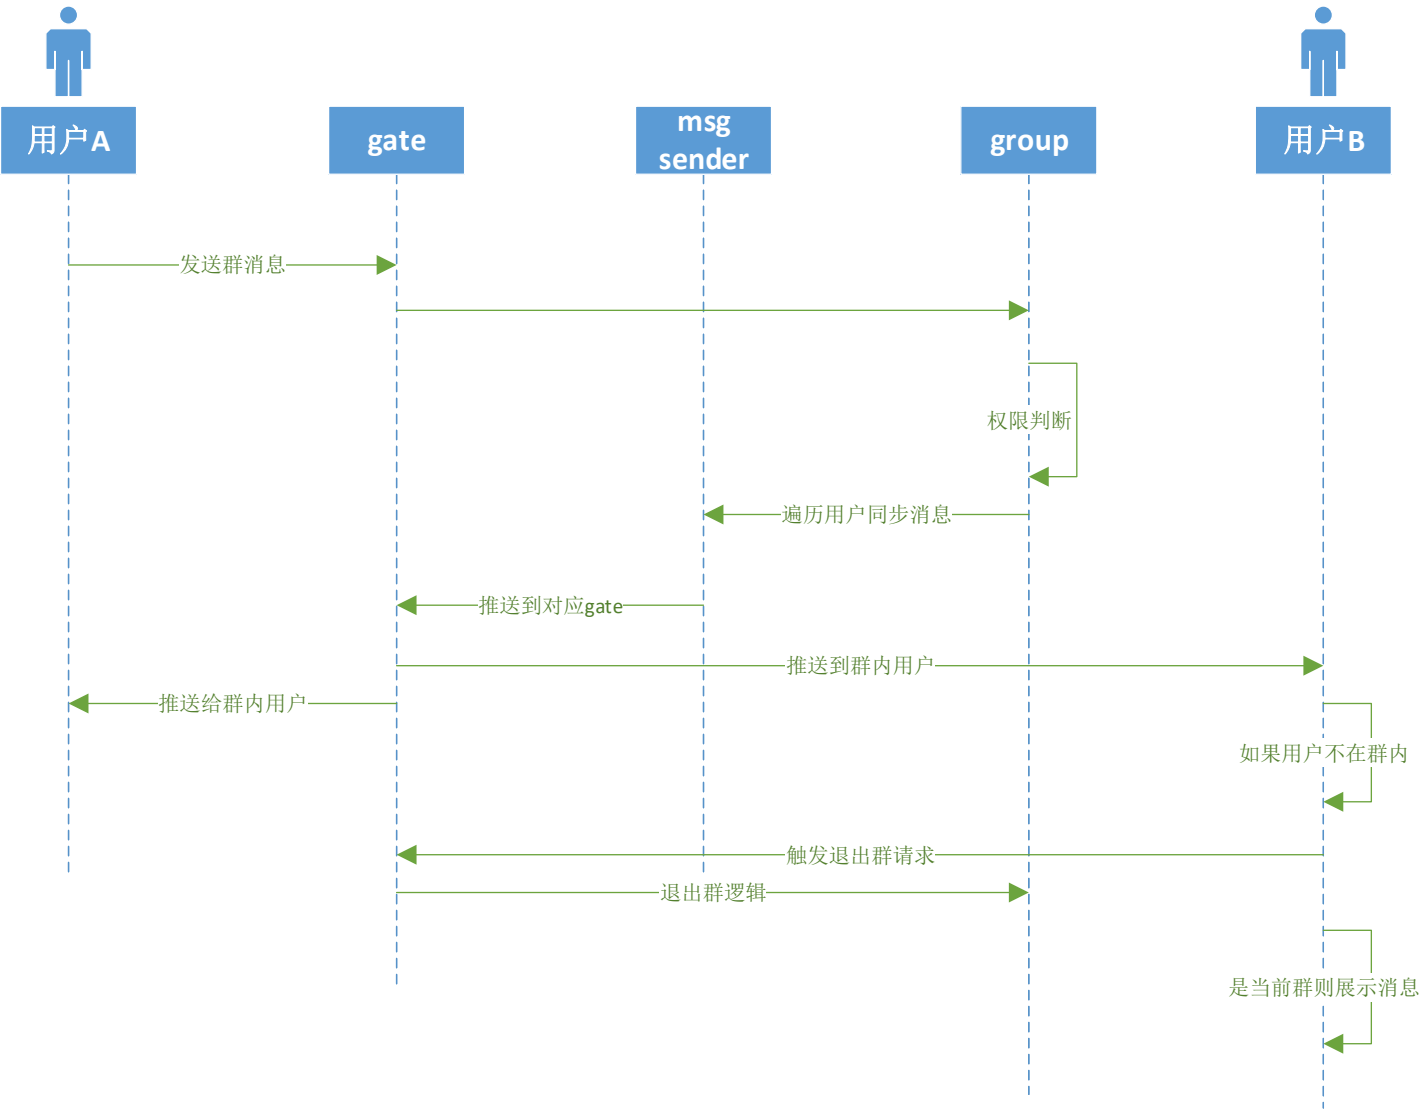 用户A
gate
msg
sender
group
用户B
发送群消息
权限判断
遍历用户同步消息
推送到对应gate
推送到群内用户
推送给群内用户
如果用户不在群内
触发退出群请求
退出群逻辑
是当前群则展示消息